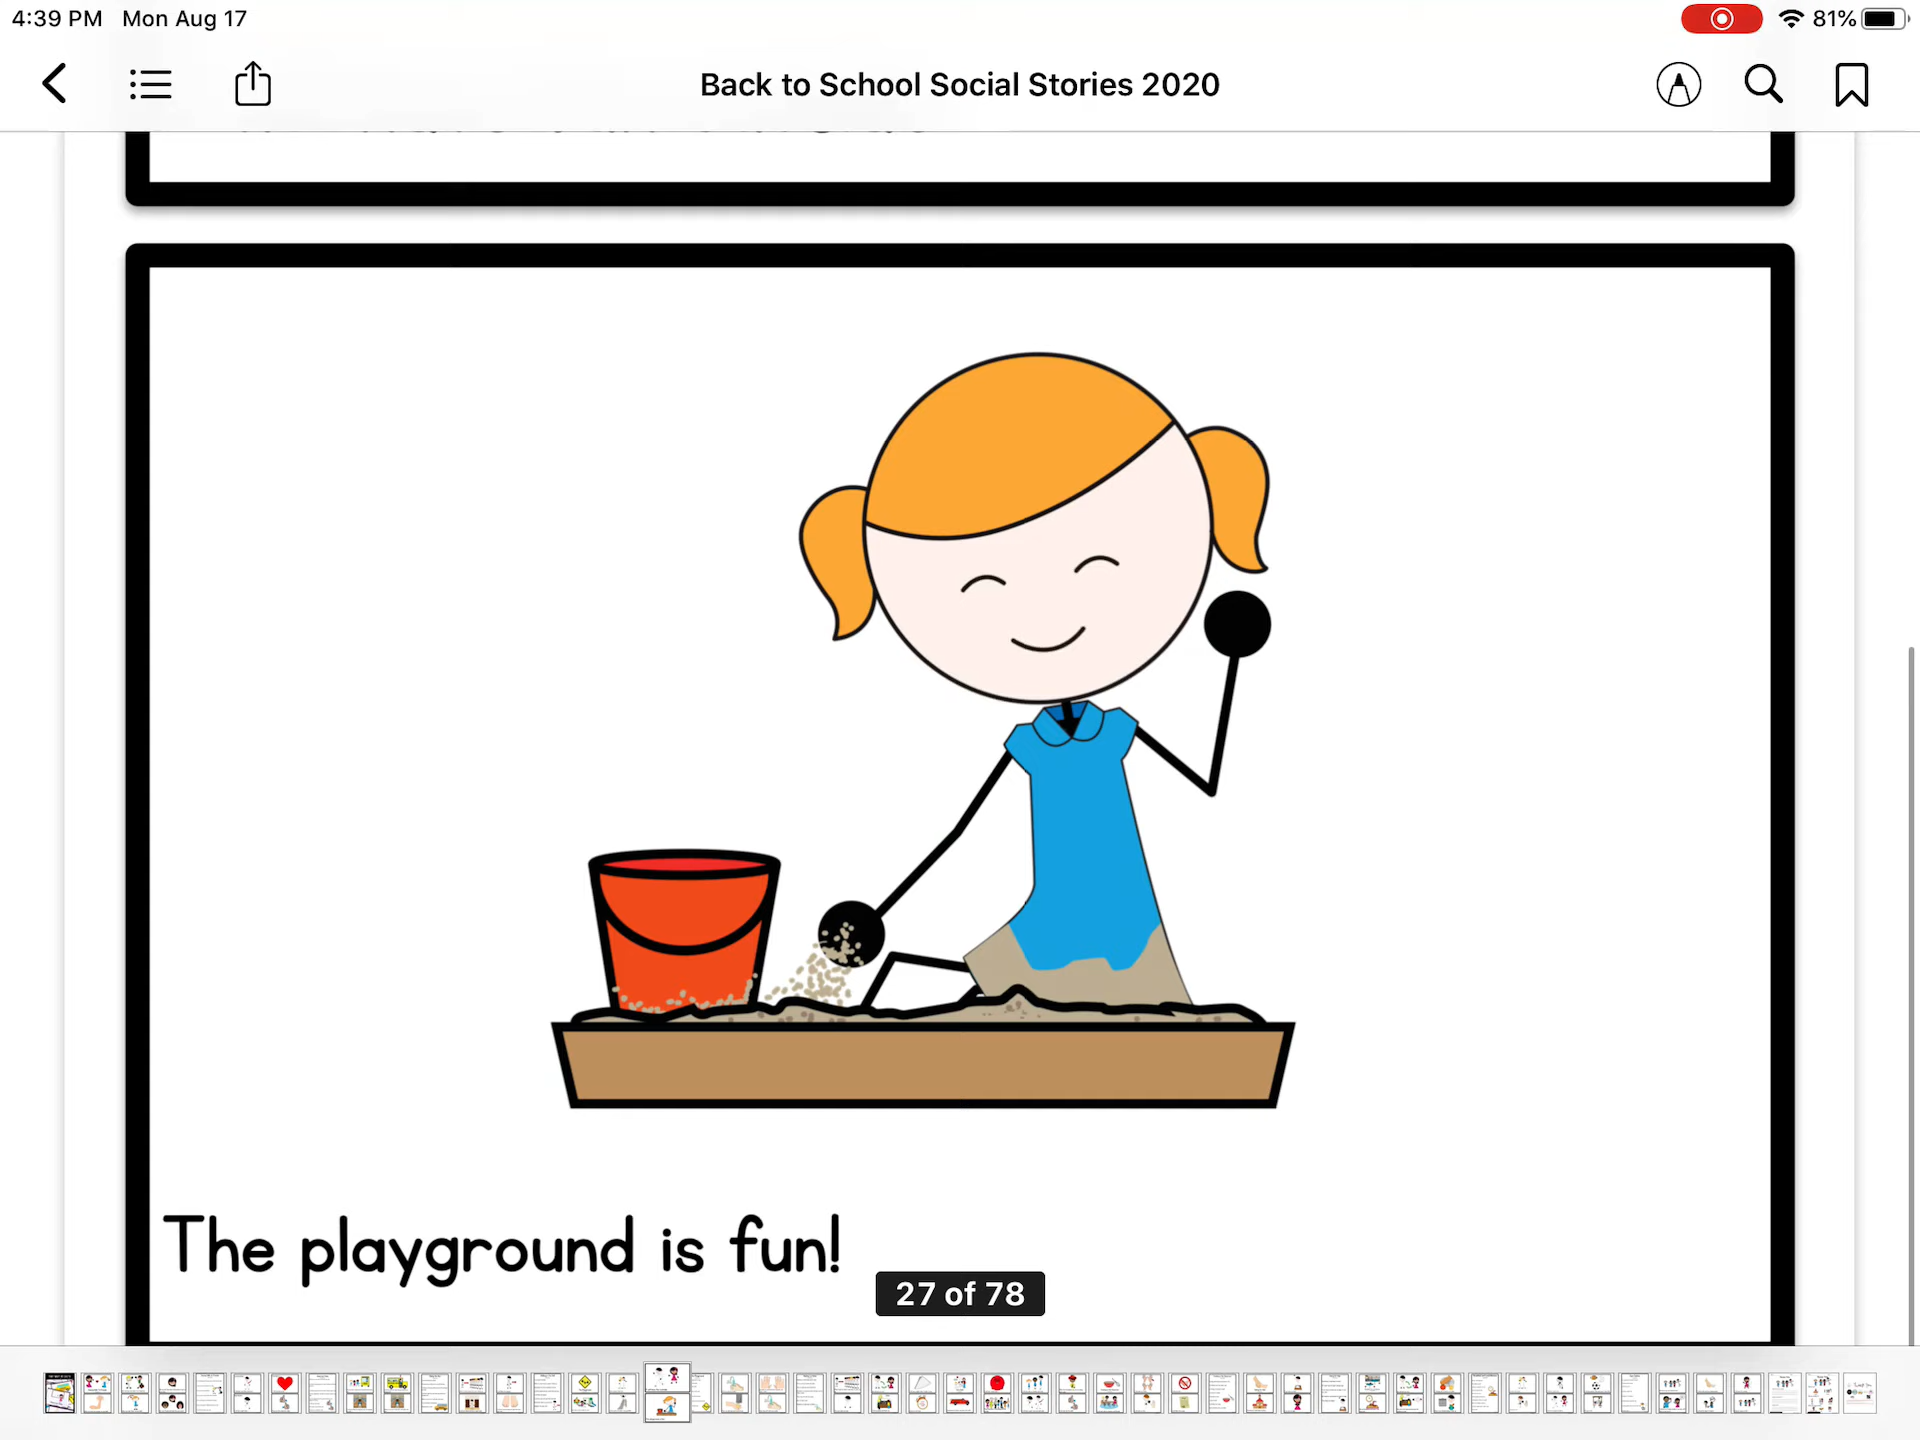 4:39 PM Mon Aug 17
81%
Back to School Social Stories 2020
The playground is fun!
27 of 78